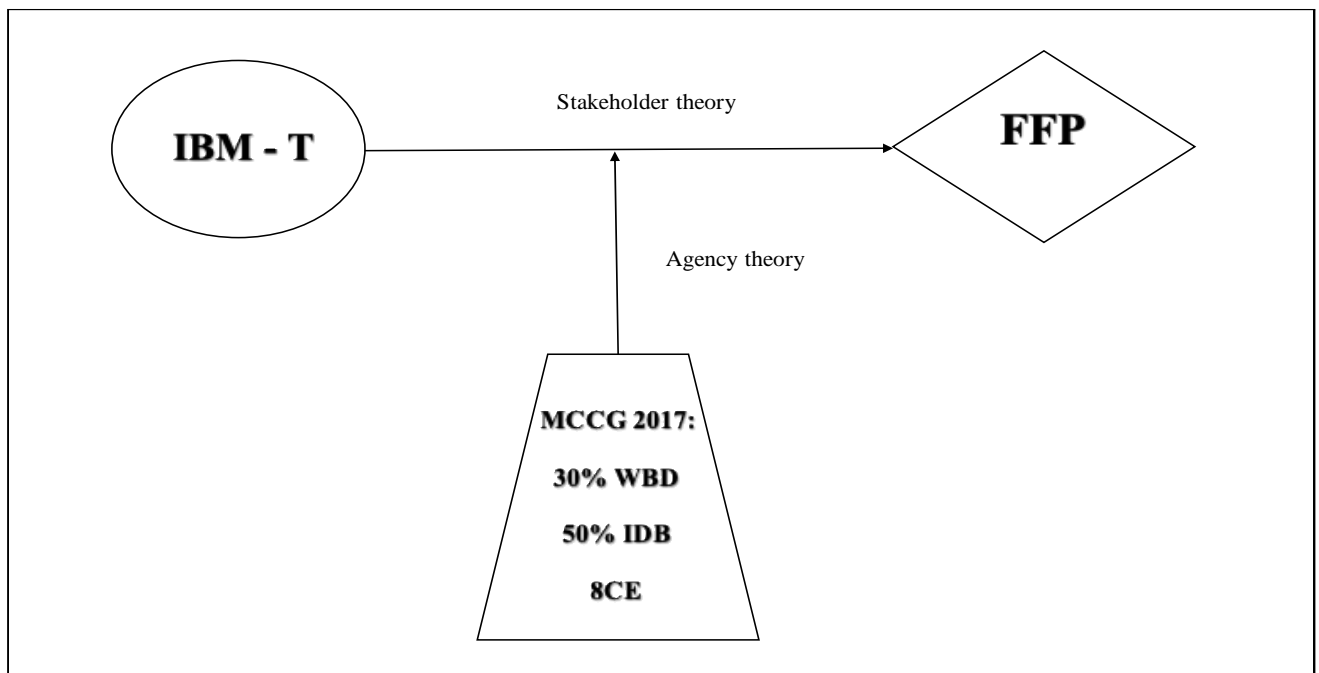 Stakeholder theory
IBM - T
FFP
Agency theory
MCCG 2017:
30% WBD
50% IDB
8CE